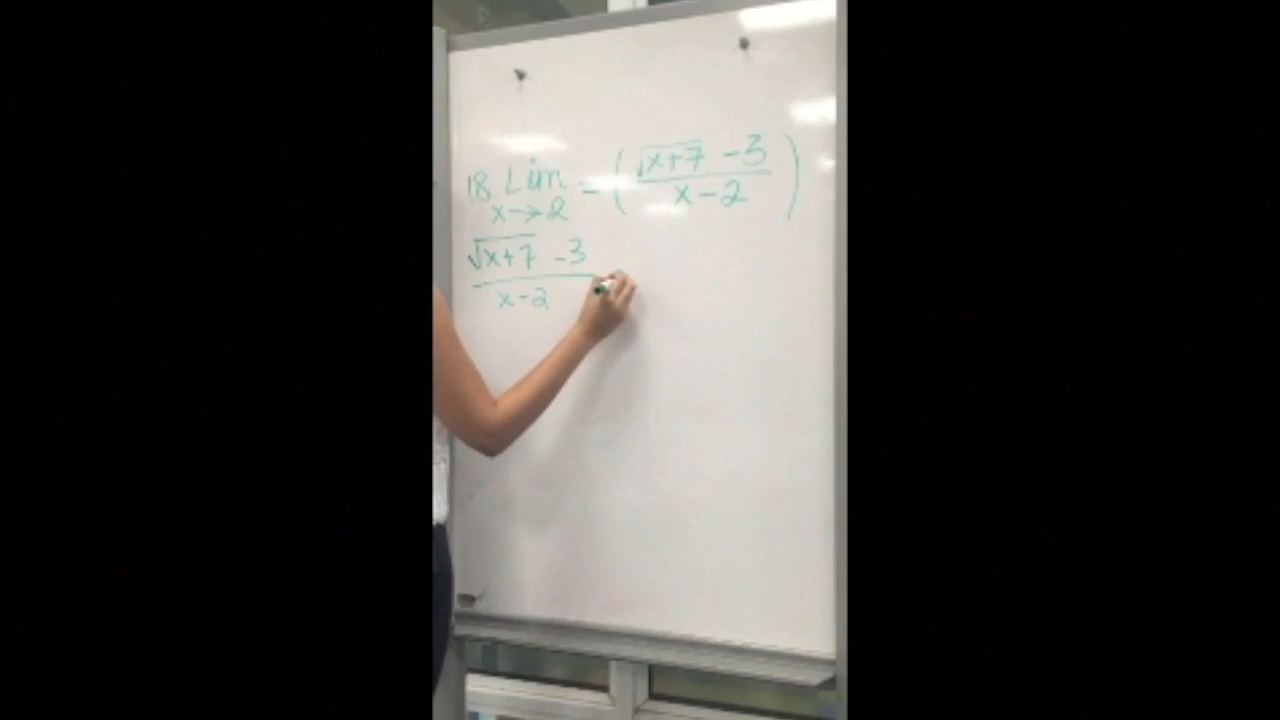 18. Lim = ( (√x+7 - 3) / (x - 2) )
x → 2
√x+7 - 3
x - 2